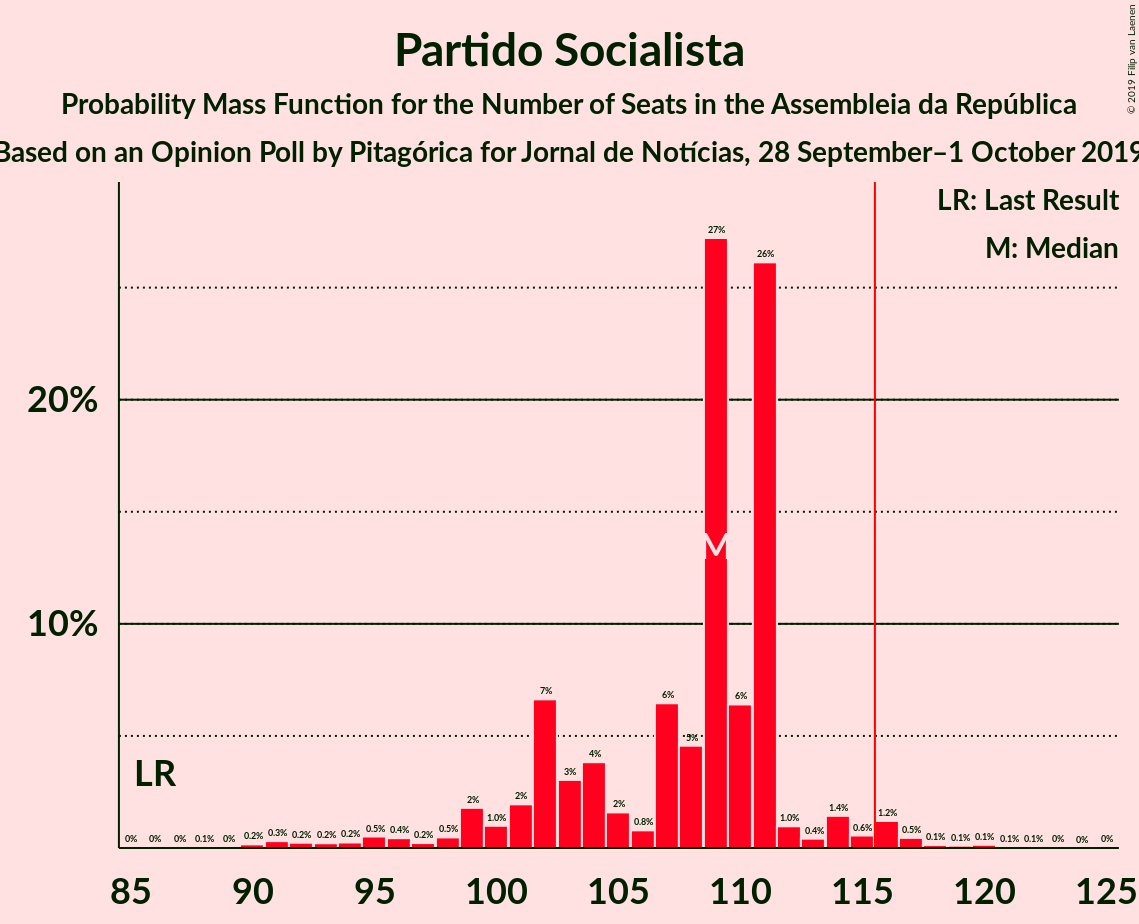 Partido Socialista
Probability Mass Function for the Number of Seats in the Assembleia da República
Based on an Opinion Poll by Pitagórica for Jornal de Notícias, 28 September–1 October 2019
© 2019 Filip van Laenen
LR: Last Result
M: Median
27%
26%
20%
M
10%
7%
6%
6%
5%
4%
3%
LR
2%
1.0%
2%
2%
0.8%
1.0%
0.4%
1.4%
0.6%
1.2%
0.5%
0% 0% 0% 0.1% 0% 0.2% 0.3% 0.2% 0.2% 0.2% 0.5% 0.4% 0.2% 0.5%
0.1% 0.1% 0.1% 0.1% 0.1% 0% 0% 0%
85 90 95 100 105 110 115 120 125